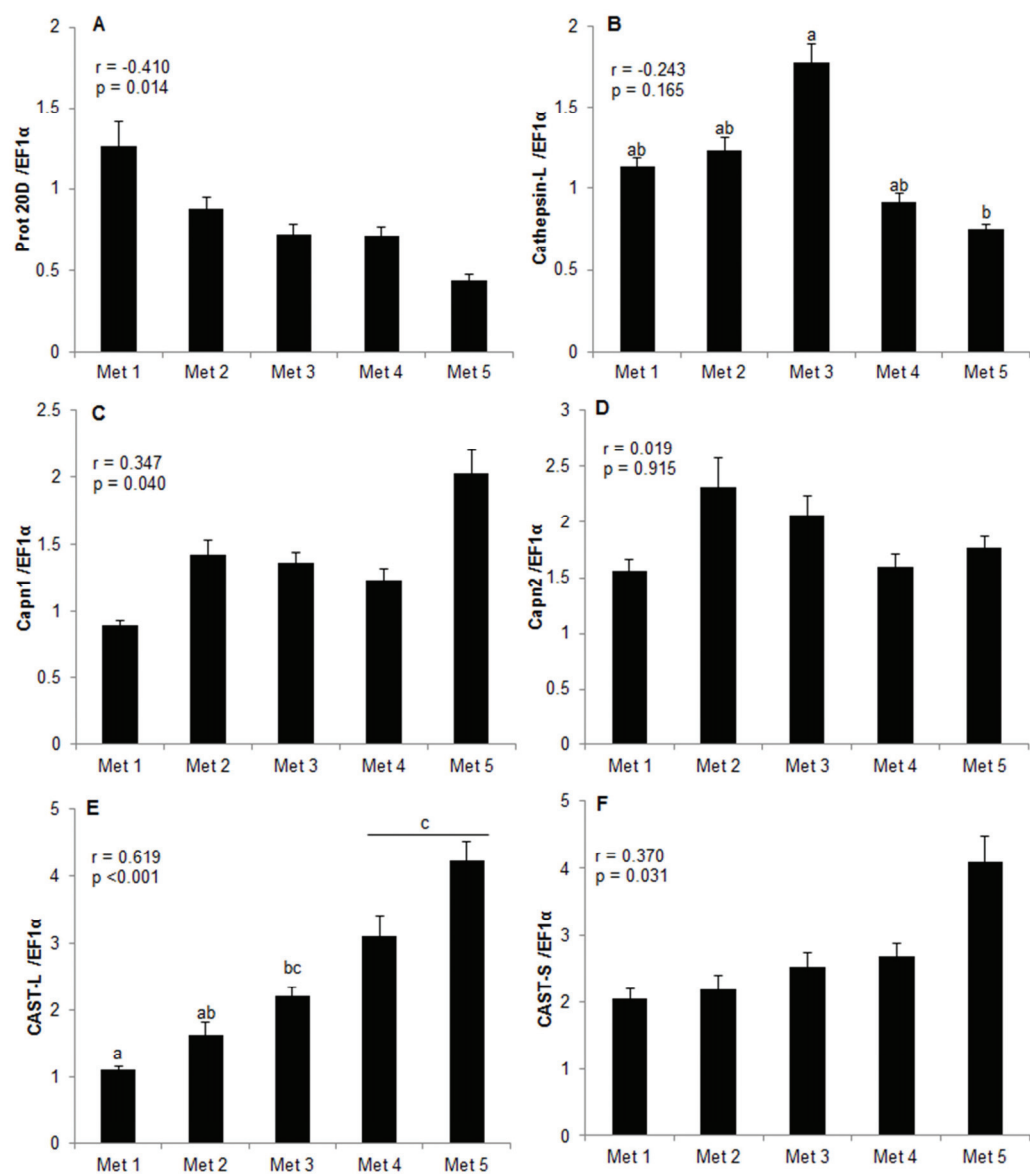 A
r = -0.410
p = 0.014
Prot 20D /EF1α
2
1.5
1
0.5
0
Met 1 Met 2 Met 3 Met 4 Met 5
B
r = -0.243
p = 0.165
Cathepsin-L /EF1α
2
1.5
1
0.5
0
ab ab a ab b
Met 1 Met 2 Met 3 Met 4 Met 5
C
r = 0.347
p = 0.040
Capn1 /EF1α
2.5
2
1.5
1
0.5
0
Met 1 Met 2 Met 3 Met 4 Met 5
D
r = 0.019
p = 0.915
Capn2 /EF1α
3
2.5
2
1.5
1
0.5
0
Met 1 Met 2 Met 3 Met 4 Met 5
E
r = 0.619
p <0.001
CAST-L /EF1α
5
4
3
2
1
0
a ab bc c
Met 1 Met 2 Met 3 Met 4 Met 5
F
r = 0.370
p = 0.031
CAST-S /EF1α
5
4
3
2
1
0
Met 1 Met 2 Met 3 Met 4 Met 5